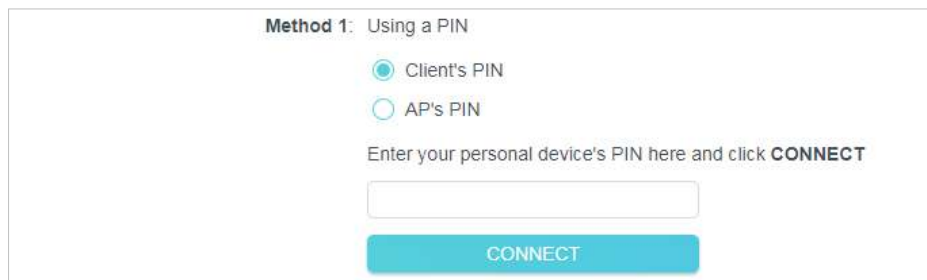 Method 1: Using a PIN
Client's PIN
AP's PIN
Enter your personal device's PIN here and click CONNECT
CONNECT